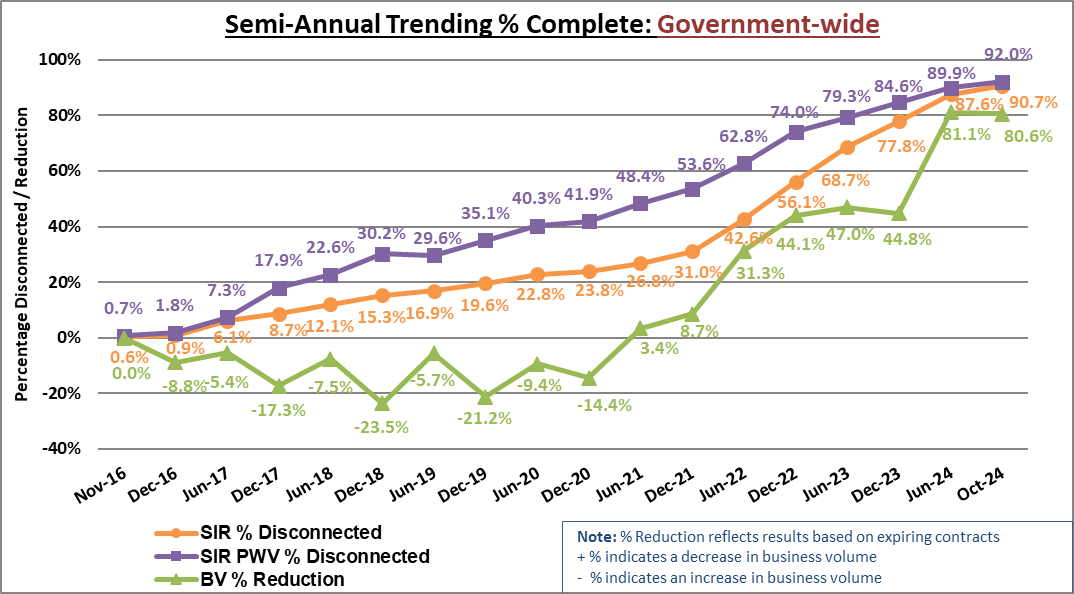 Semi-Annual Trending % Complete: Government-wide
Percentage Disconnected / Reduction
100%
80%
60%
40%
20%
0%
-20%
-40%
0.7%
1.8%
7.3%
17.9%
22.6%
30.2%
29.6%
35.1%
40.3%
41.9%
48.4%
53.6%
62.8%
74.0%
79.3%
84.6%
89.9%
92.0%
0.6%
0.9%
6.1%
8.7%
12.1%
15.3%
16.9%
19.6%
22.8%
23.8%
26.8%
31.0%
42.6%
56.1%
68.7%
77.8%
87.6%
90.7%
0.0%
-8.8%
-5.4%
-17.3%
-7.5%
-23.5%
-5.7%
-21.2%
-9.4%
-14.4%
3.4%
8.7%
31.3%
44.1%
47.0%
44.8%
81.1%
80.6%
Nov-16
Dec-16
Jun-17
Dec-17
Jun-18
Dec-18
Jun-19
Dec-19
Jun-20
Dec-20
Jun-21
Dec-21
Jun-22
Dec-22
Jun-23
Dec-23
Jun-24
Oct-24
SIR % Disconnected
SIR PWV % Disconnected
BV % Reduction
Note: % Reduction reflects results based on expiring contracts
+ % indicates a decrease in business volume
- % indicates an increase in business volume